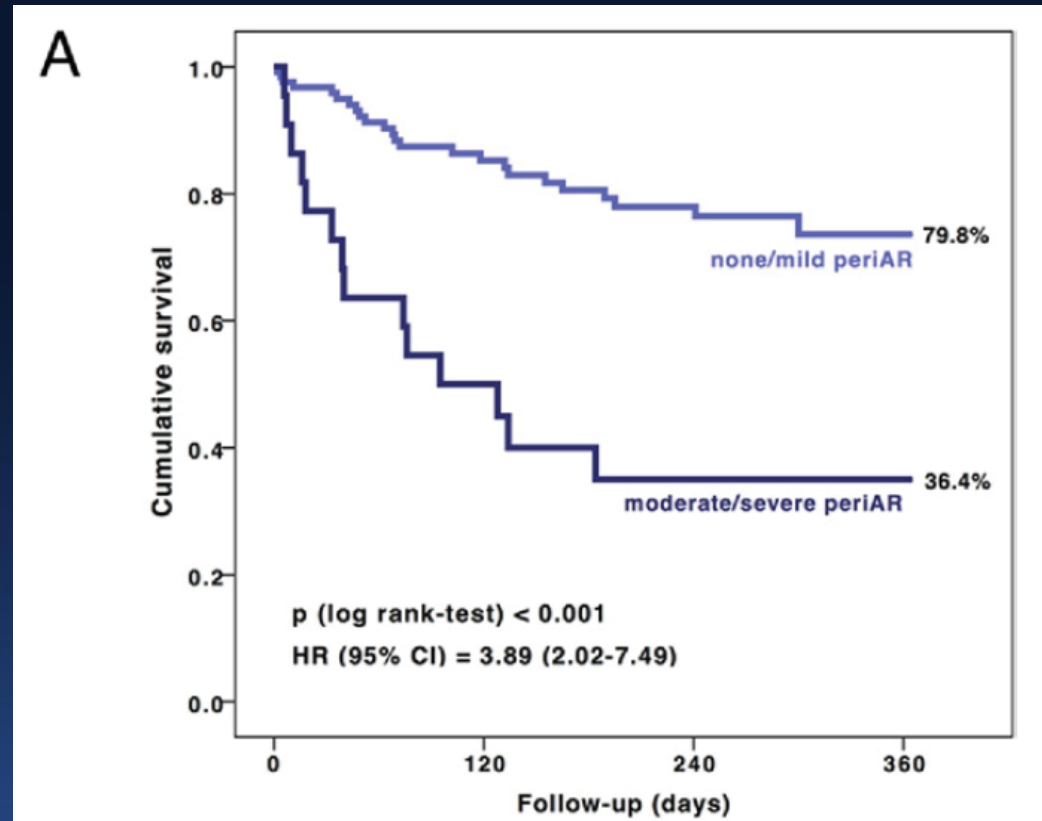 A
1.0
0.8
0.6
0.4
0.2
0.0
Cumulative survival
79.8%
none/mild periAR
36.4%
moderate/severe periAR
p (log rank-test) < 0.001
HR (95% CI) = 3.89 (2.02-7.49)
0 120 240 360
Follow-up (days)